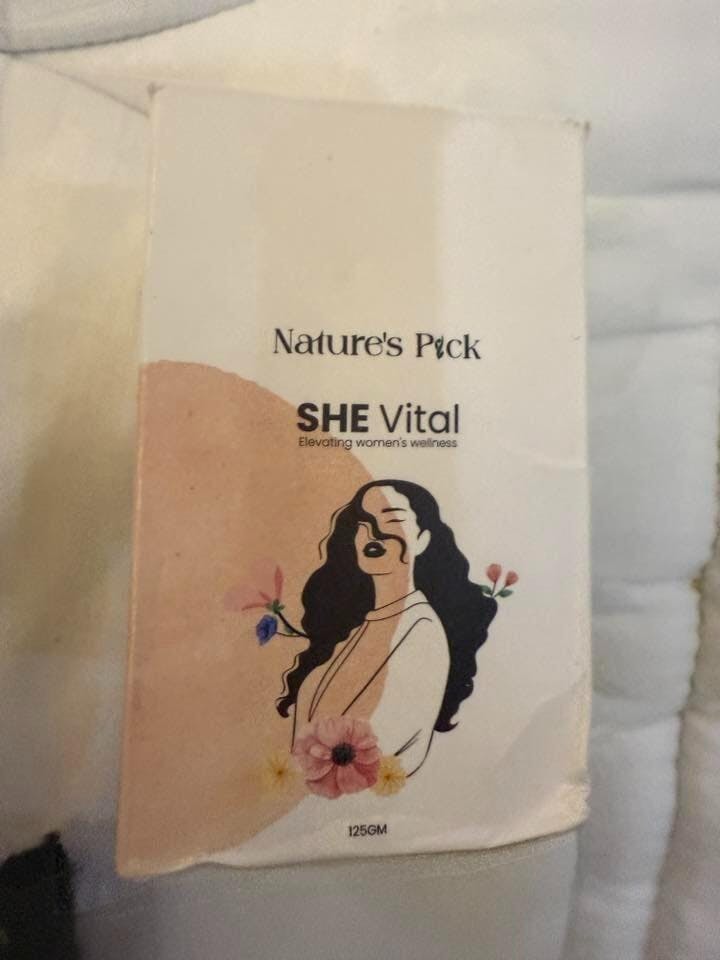 Nature's Pick
SHE Vital
Elevating women's wellness
125GM